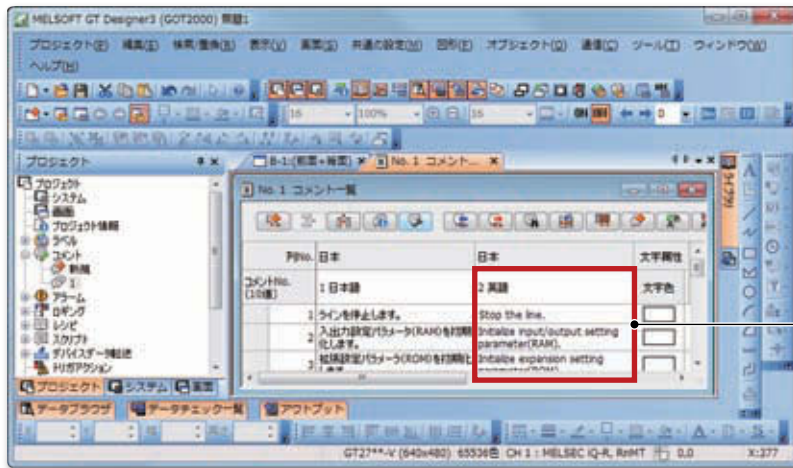 MELSOFT GT Designer3 (GOT2000) 無題1
プロジェクト(P) 編集(E) 検索/置換(R) 表示(V) 画面(S) 共通の設定(M) 図形(F) オブジェクト(O) 通信(C) ツール(T) ウィンドウ(W)
ヘルプ(H)
16 100% 16 ON 0
プロジェクト
B-1:(前面+背面) No. 1 コメント...
プロジェクト
システム
画面
プロジェクト情報
ラベル
コメント
新規
1
アラーム
ロギング
レシピ
スクリプト
デバイスデータ転送
トリガアクション
No. 1 コメント一覧
列No. 日本 日本 文字属性
コメントNo.
(10進) 1 日本語 2 英語 文字色
1 ラインを停止します。 Stop the line.
2 入出力設定パラメータ(RAM)を初期化します。 Initialize input/output setting parameter(RAM).
3 拡張設定パラメータ(ROM)を初期化します。 Initialize expansion setting parameter(ROM).
プロジェクト システム 画面
データブラウザ データチェック一覧 アウトプット
GT27**-V (640x480) 65536色 CH 1 : MELSEC iQ-R, RnMT 0,0 X:377